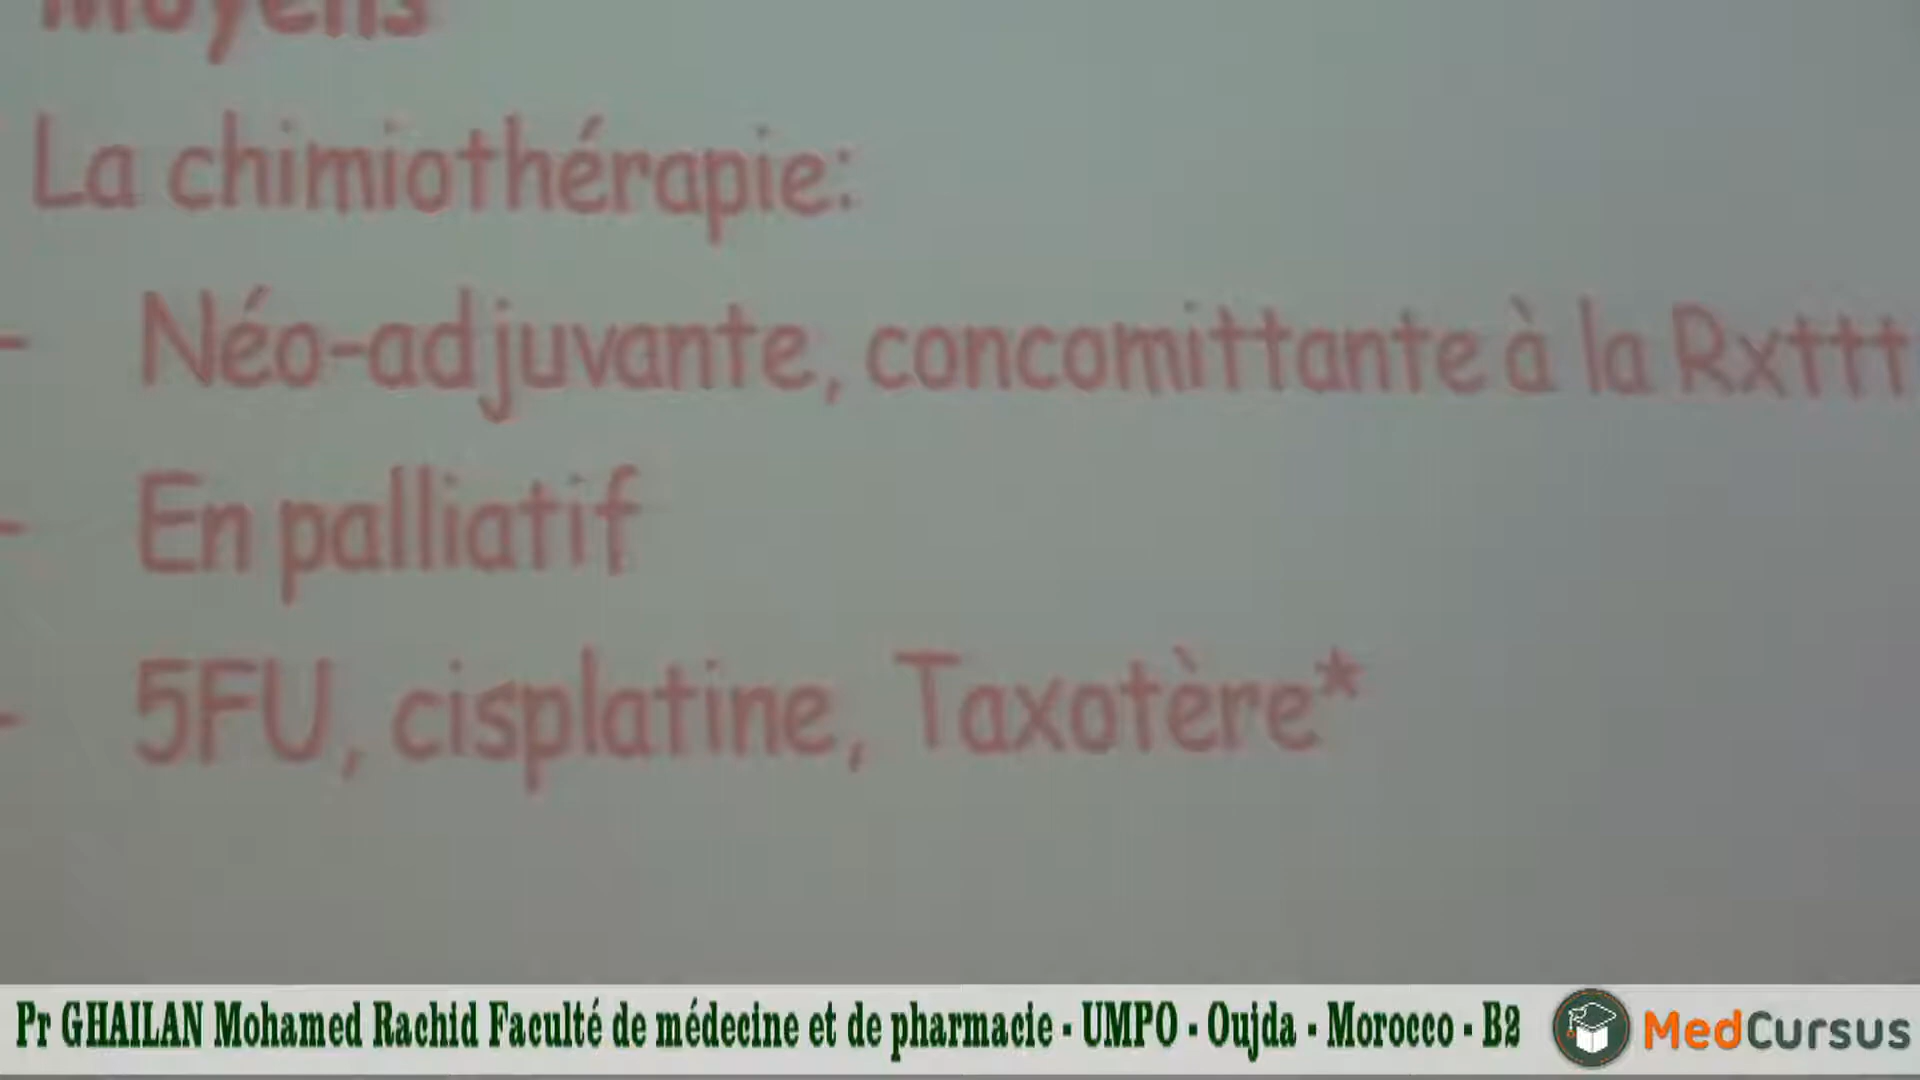 Moyens
La chimiothérapie:
- Néo-adjuvante, concomittante à la Rxttt
- En palliatif
- 5FU, cisplatine, Taxotère*
Pr GHAILAN Mohamed Rachid Faculté de médecine et de pharmacie - UMPO - Oujda - Morocco - B2
MedCursus